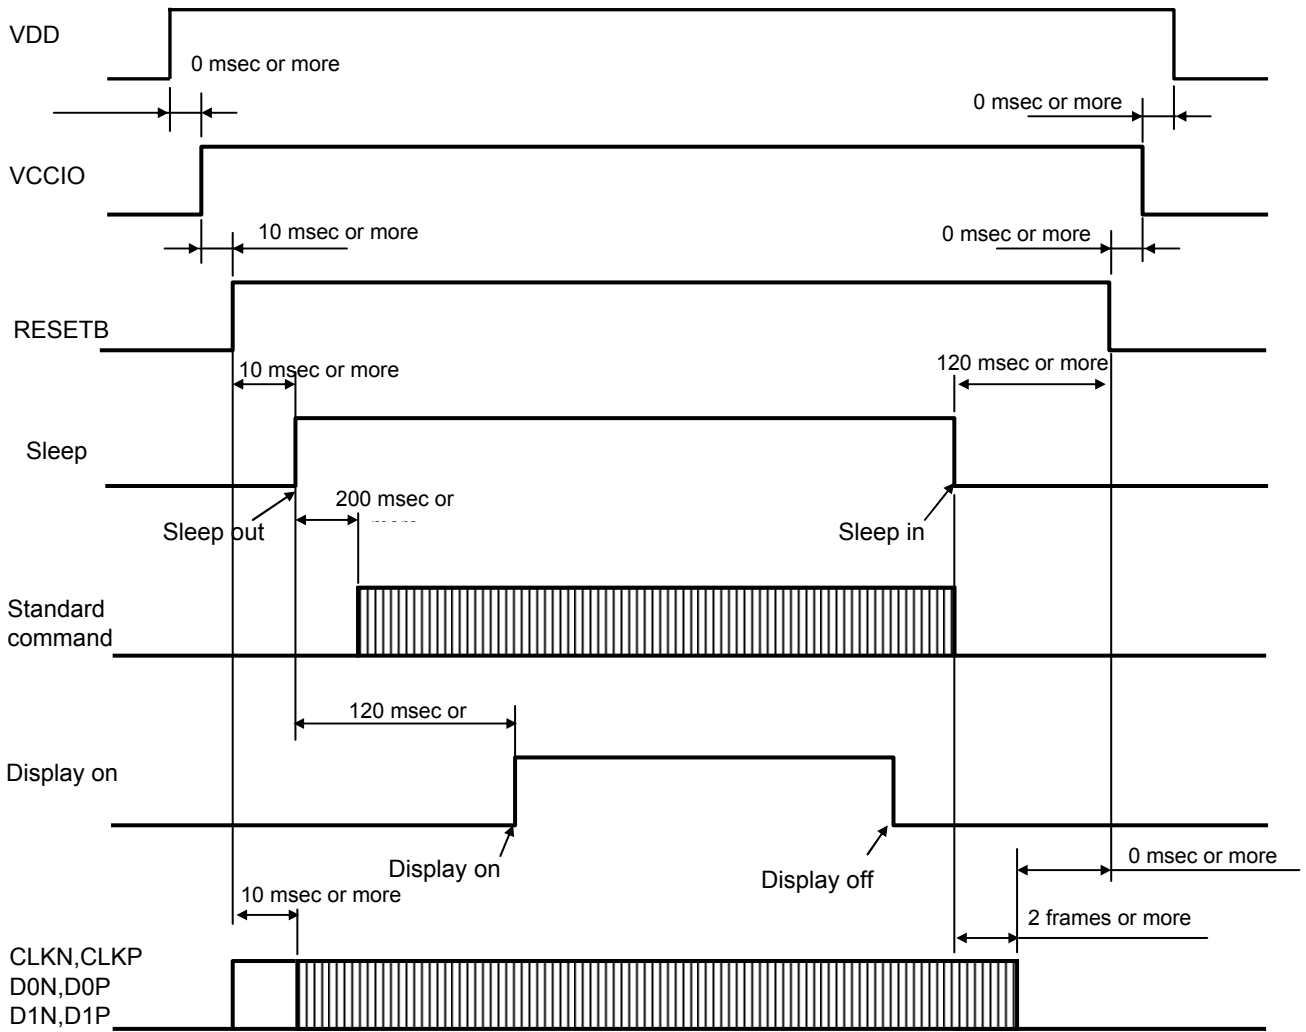 VDD
0 msec or more
0 msec or more
VCCIO
10 msec or more
0 msec or more
RESETB
10 msec or more
120 msec or more
Sleep
200 msec or
Sleep out
Sleep in
Standard
command
120 msec or
Display on
Display on
Display off
0 msec or more
10 msec or more
2 frames or more
CLKN,CLKP
D0N,D0P
D1N,D1P